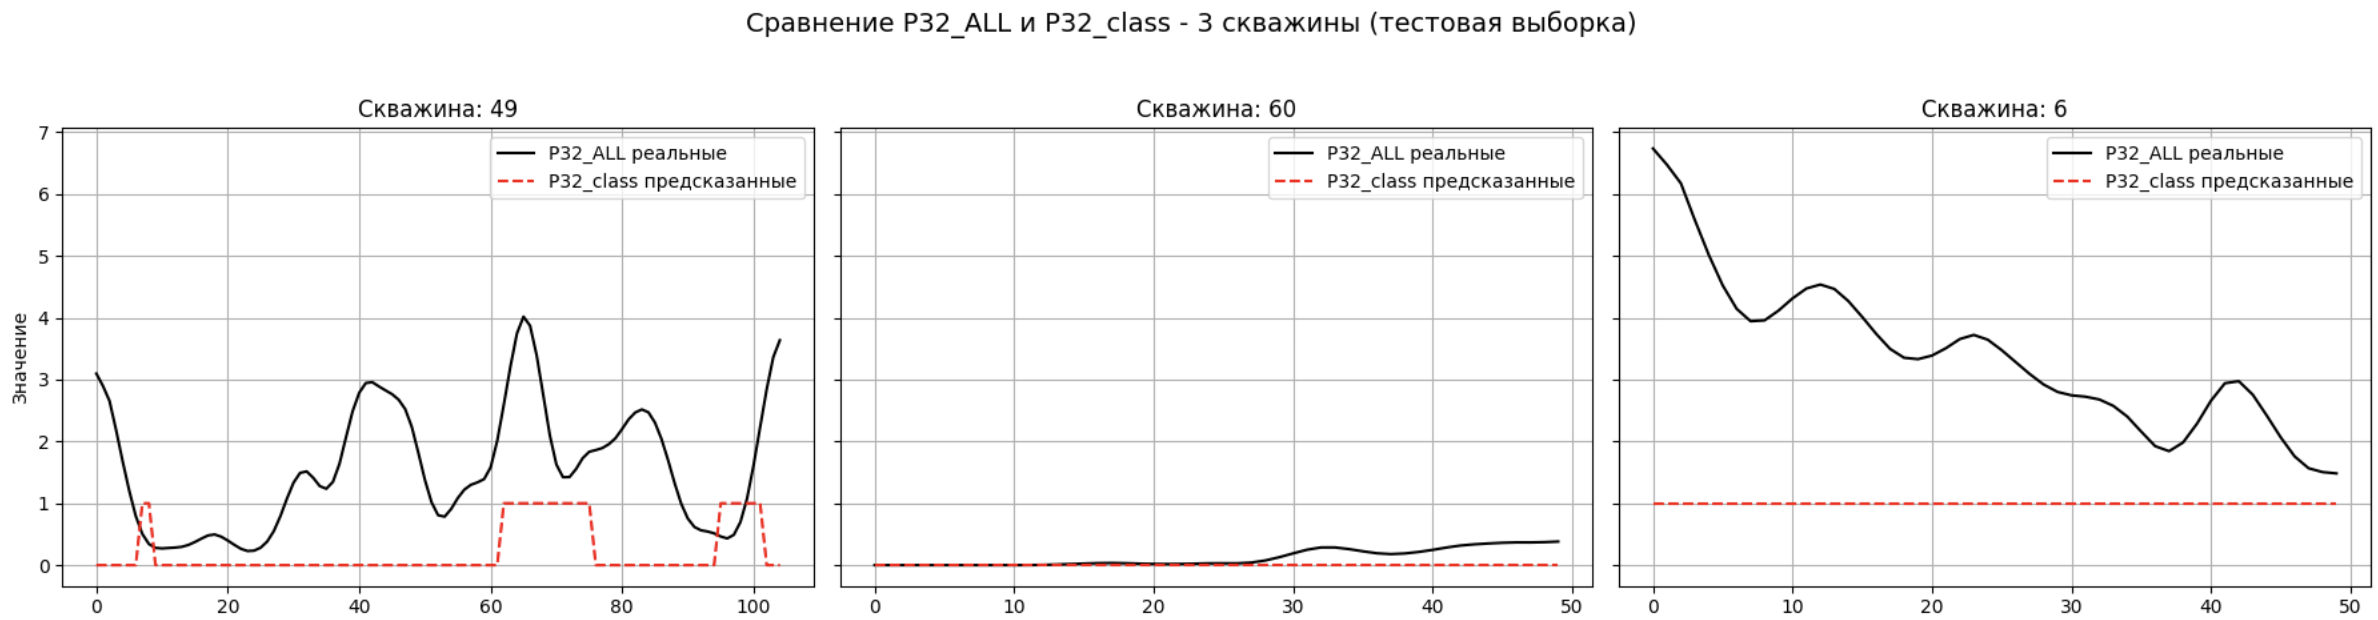 Сравнение P32_ALL и P32_class - 3 скважины (тестовая выборка)
Скважина: 49
Скважина: 60
Скважина: 6
P32_ALL реальные
P32_class предсказанные
P32_ALL реальные
P32_class предсказанные
P32_ALL реальные
P32_class предсказанные
Значение
7
6
5
4
3
2
1
0
0 20 40 60 80 100
0 10 20 30 40 50
0 10 20 30 40 50